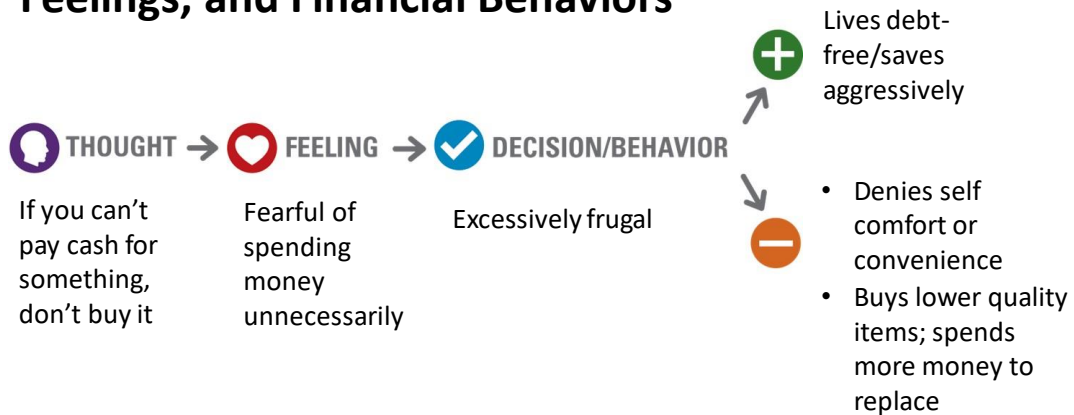 Feelings, and Financial Behaviors
THOUGHT
FEELING
DECISION/BEHAVIOR
If you can't
pay cash for
something,
don't buy it
Fearful of
spending
money
unnecessarily
Excessively frugal
Lives debt-
free/saves
aggressively
• Denies self
comfort or
convenience
• Buys lower quality
items; spends
more money to
replace